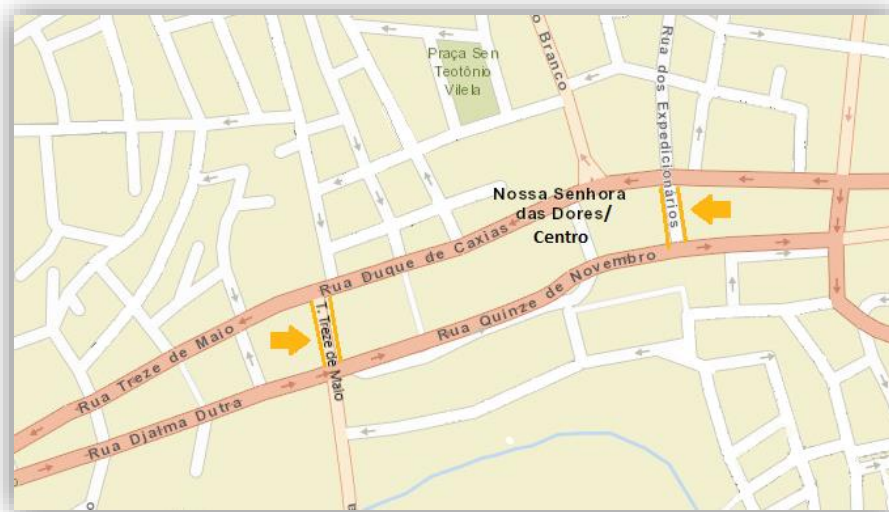 Praça Sen
Teotônio
Vilela
o Branco
Rua dos Expedicionários
Nossa Senhora
das Dores/
Centro
Rua Duque de Caxias
Rua Quinze de Novembro
T. Treze de Maio
Rua Treze de Maio
Rua Djalma Dutra